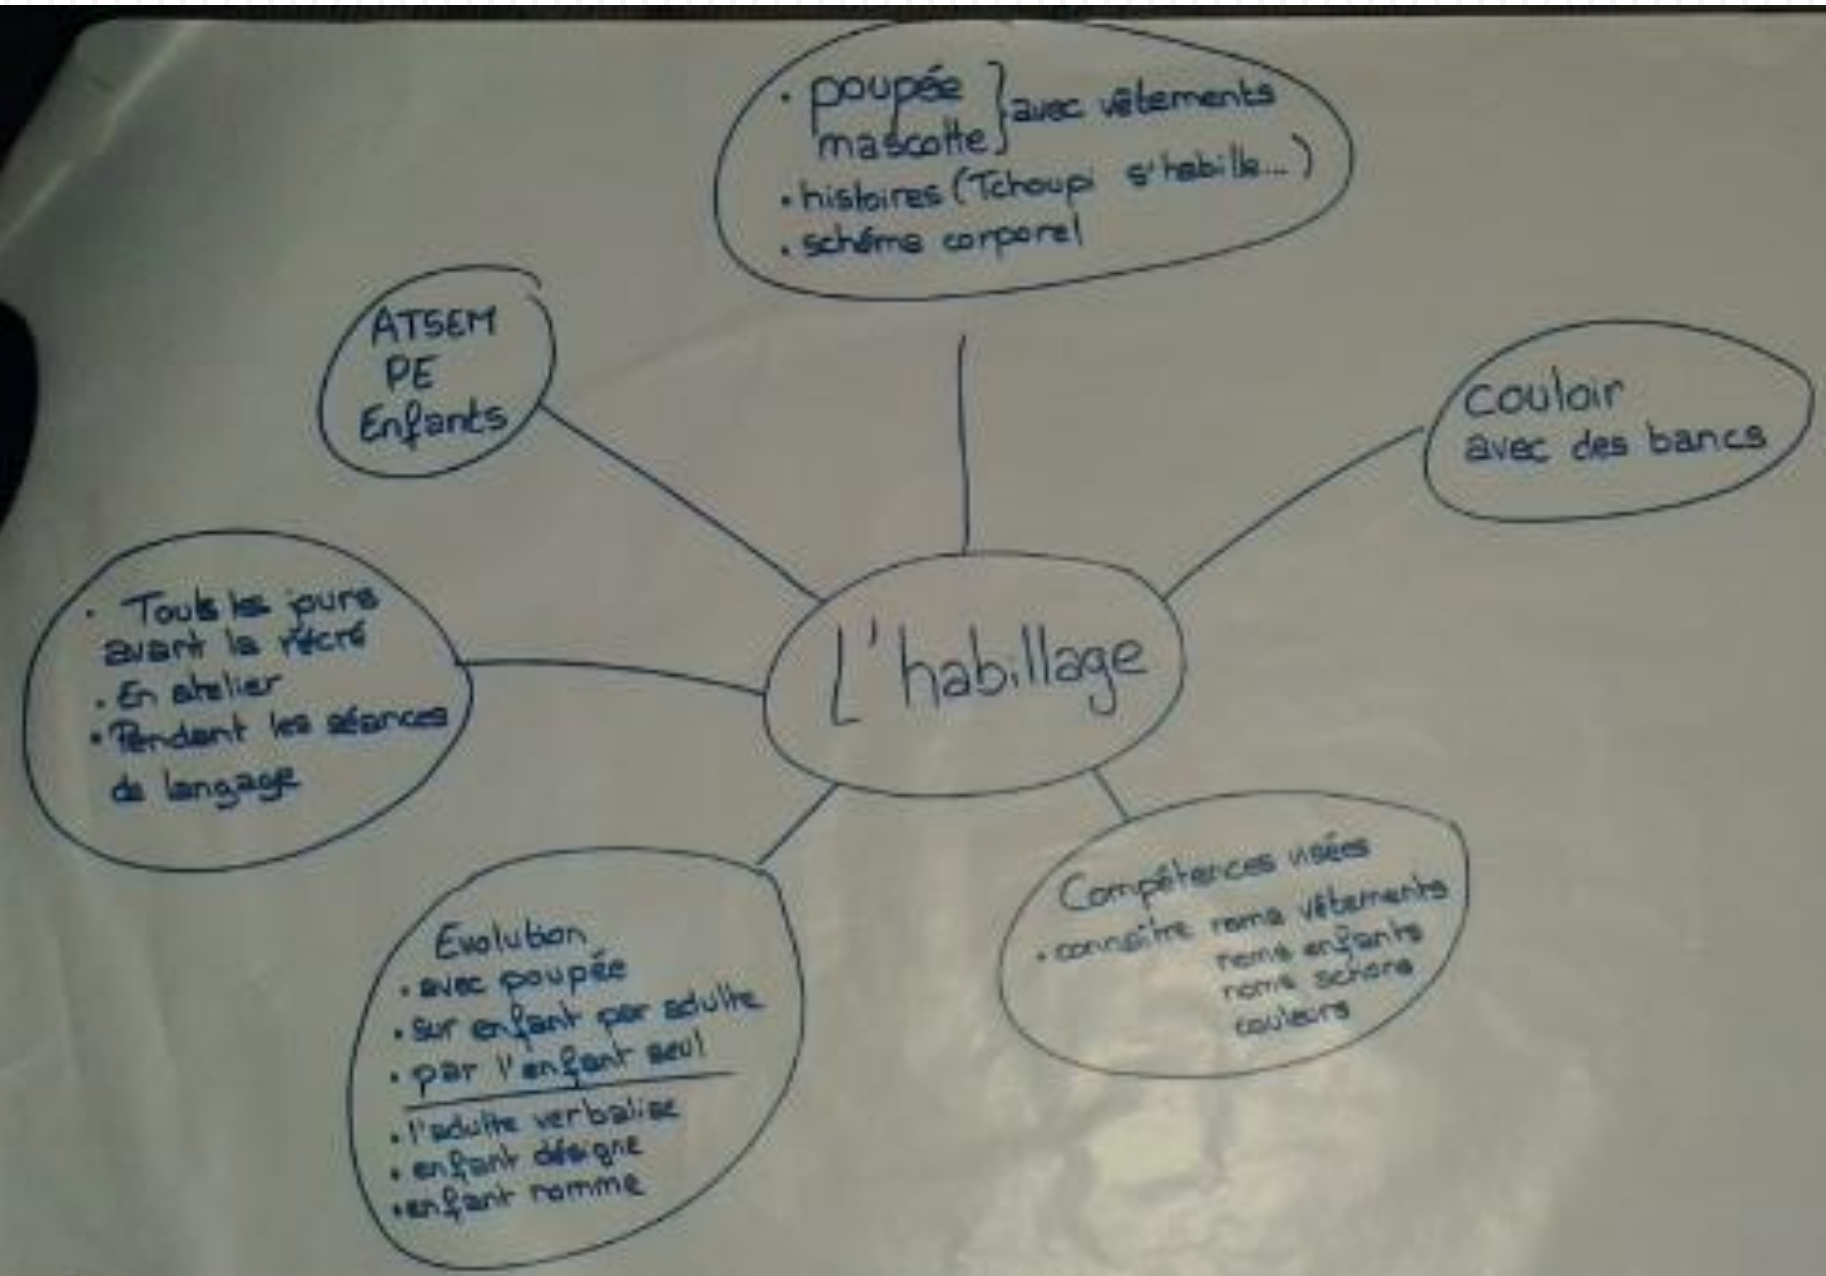 • poupée } avec vêtements
mascotte
• histoires (Tchoupi s'habille...)
• schéma corporel
ATSEM
PE
Enfants
couloir
avec des bancs
• Touts les jours
avant la récré
• En atelier
• Pendant les séances
de langage
L'habillage
Evolution
• avec poupée
• sur enfant par adulte
• par l'enfant seul
• l'adulte verbalise
• enfant désigne
• enfant nomme
Compétences visées
• connaître noms vêtements
noms enfants
noms actions
couleurs